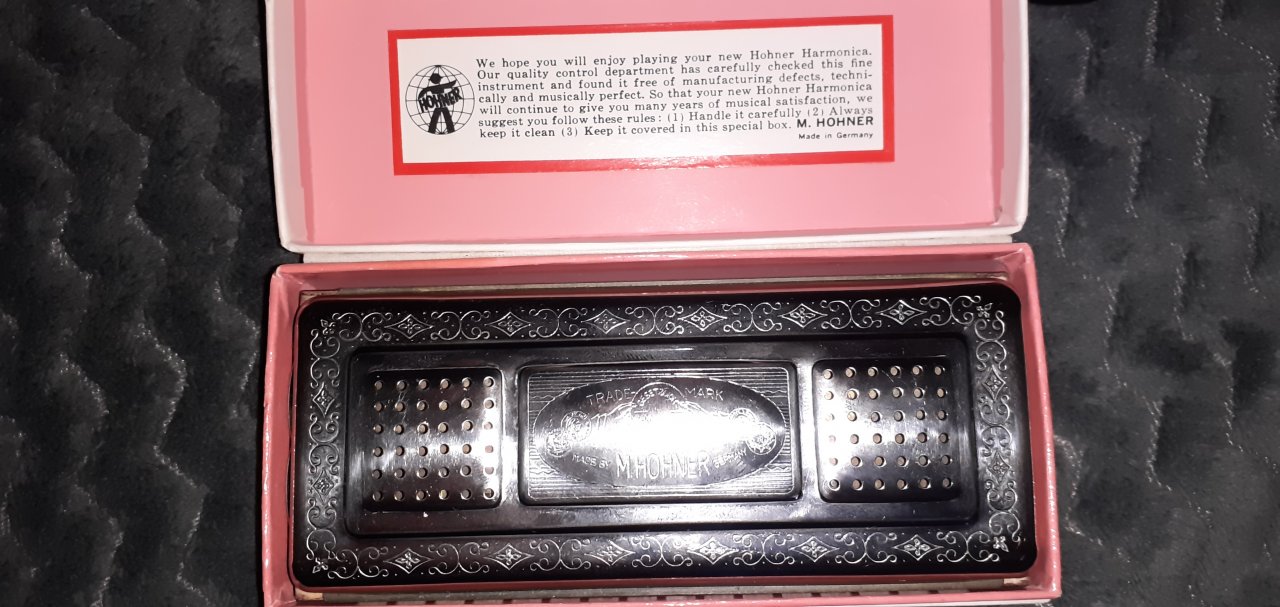 We hope you will enjoy playing your new Hohner Harmonica.
Our quality control department has carefully checked this fine
instrument and found it free of manufacturing defects, techni-
cally and musically perfect. So that your new Hohner Harmonica
will continue to give you many years of musical satisfaction, we
suggest you follow these rules: (1) Handle it carefully (2) Always
keep it clean (3) Keep it covered in this special box. M. HOHNER
Made in Germany
HOHNER
TRADE MARK
MADE BY M. HOHNER GERMANY